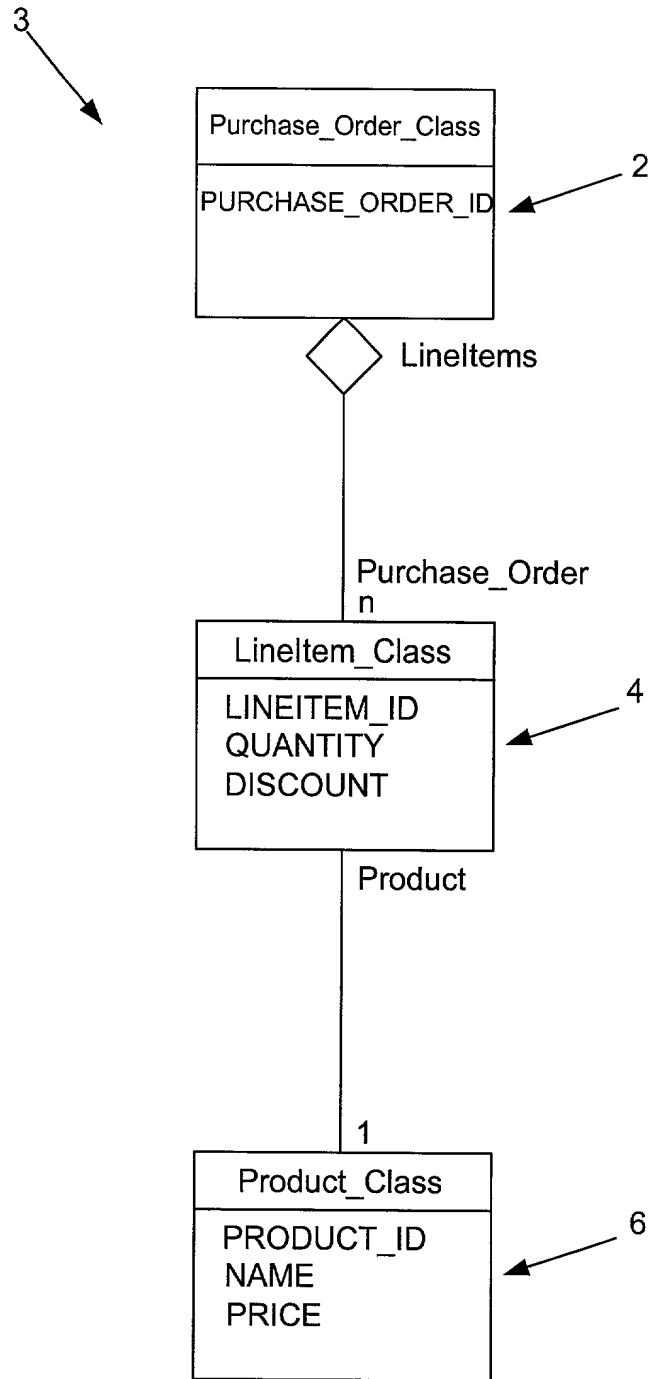 3
Purchase_Order_Class
PURCHASE_ORDER_ID
2
LineItems
Purchase_Order
n
LineItem_Class
LINEITEM_ID
QUANTITY
DISCOUNT
4
Product
1
Product_Class
PRODUCT_ID
NAME
PRICE
6